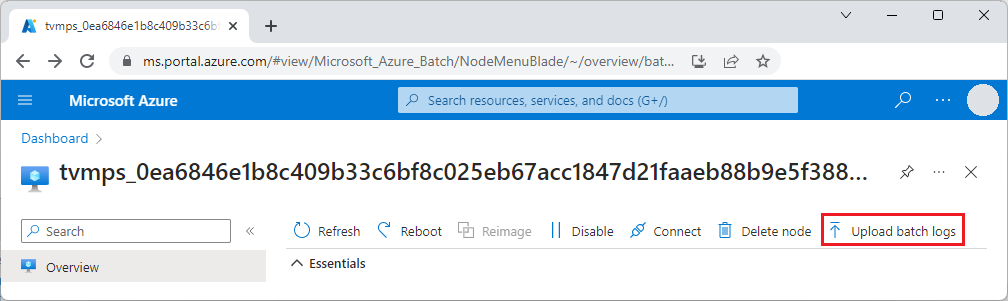 tvmps_0ea6846e1b8c409b33c6bf
ms.portal.azure.com/#view/Microsoft_Azure_Batch/NodeMenuBlade/~/overview/bat...
Microsoft Azure
Search resources, services, and docs (G+/)
Dashboard
tvmps_0ea6846e1b8c409b33c6bf8c025eb67acc1847d21faaeb88b9e5f388...
Search
Refresh Reboot Reimage Disable Connect Delete node Upload batch logs
Overview
Essentials